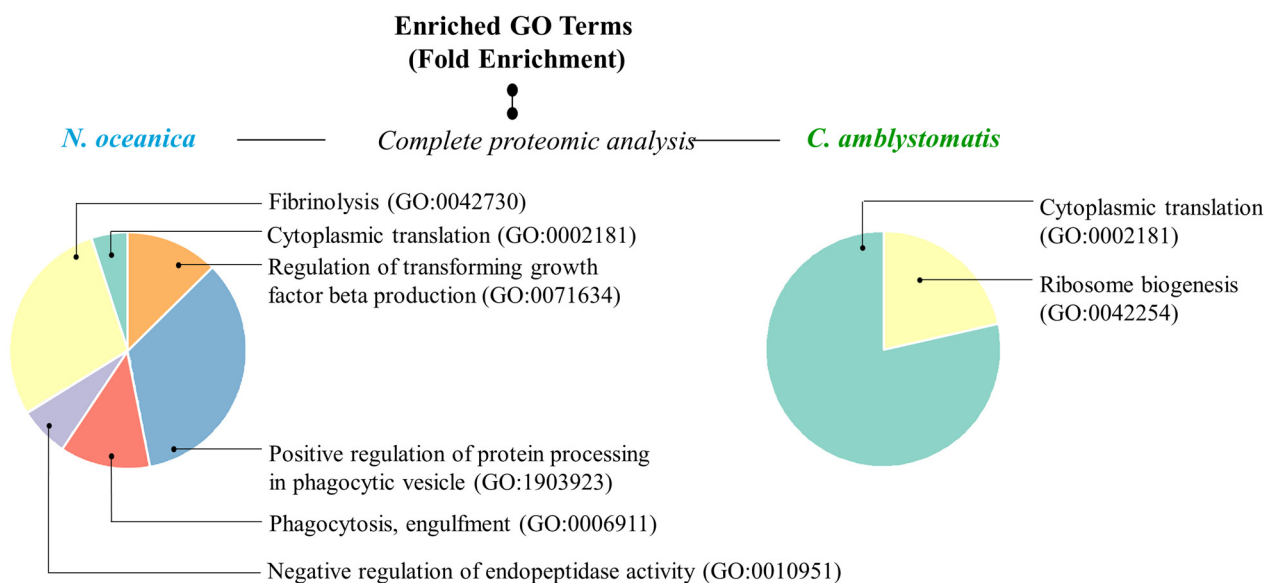 Enriched GO Terms
(Fold Enrichment)
N. oceanica
Complete proteomic analysis
C. amblystomatis
Fibrinolysis (GO:0042730)
Cytoplasmic translation (GO:0002181)
Regulation of transforming growth
factor beta production (GO:0071634)
Positive regulation of protein processing
in phagocytic vesicle (GO:1903923)
Phagocytosis, engulfment (GO:0006911)
Negative regulation of endopeptidase activity (GO:0010951)
Cytoplasmic translation
(GO:0002181)
Ribosome biogenesis
(GO:0042254)